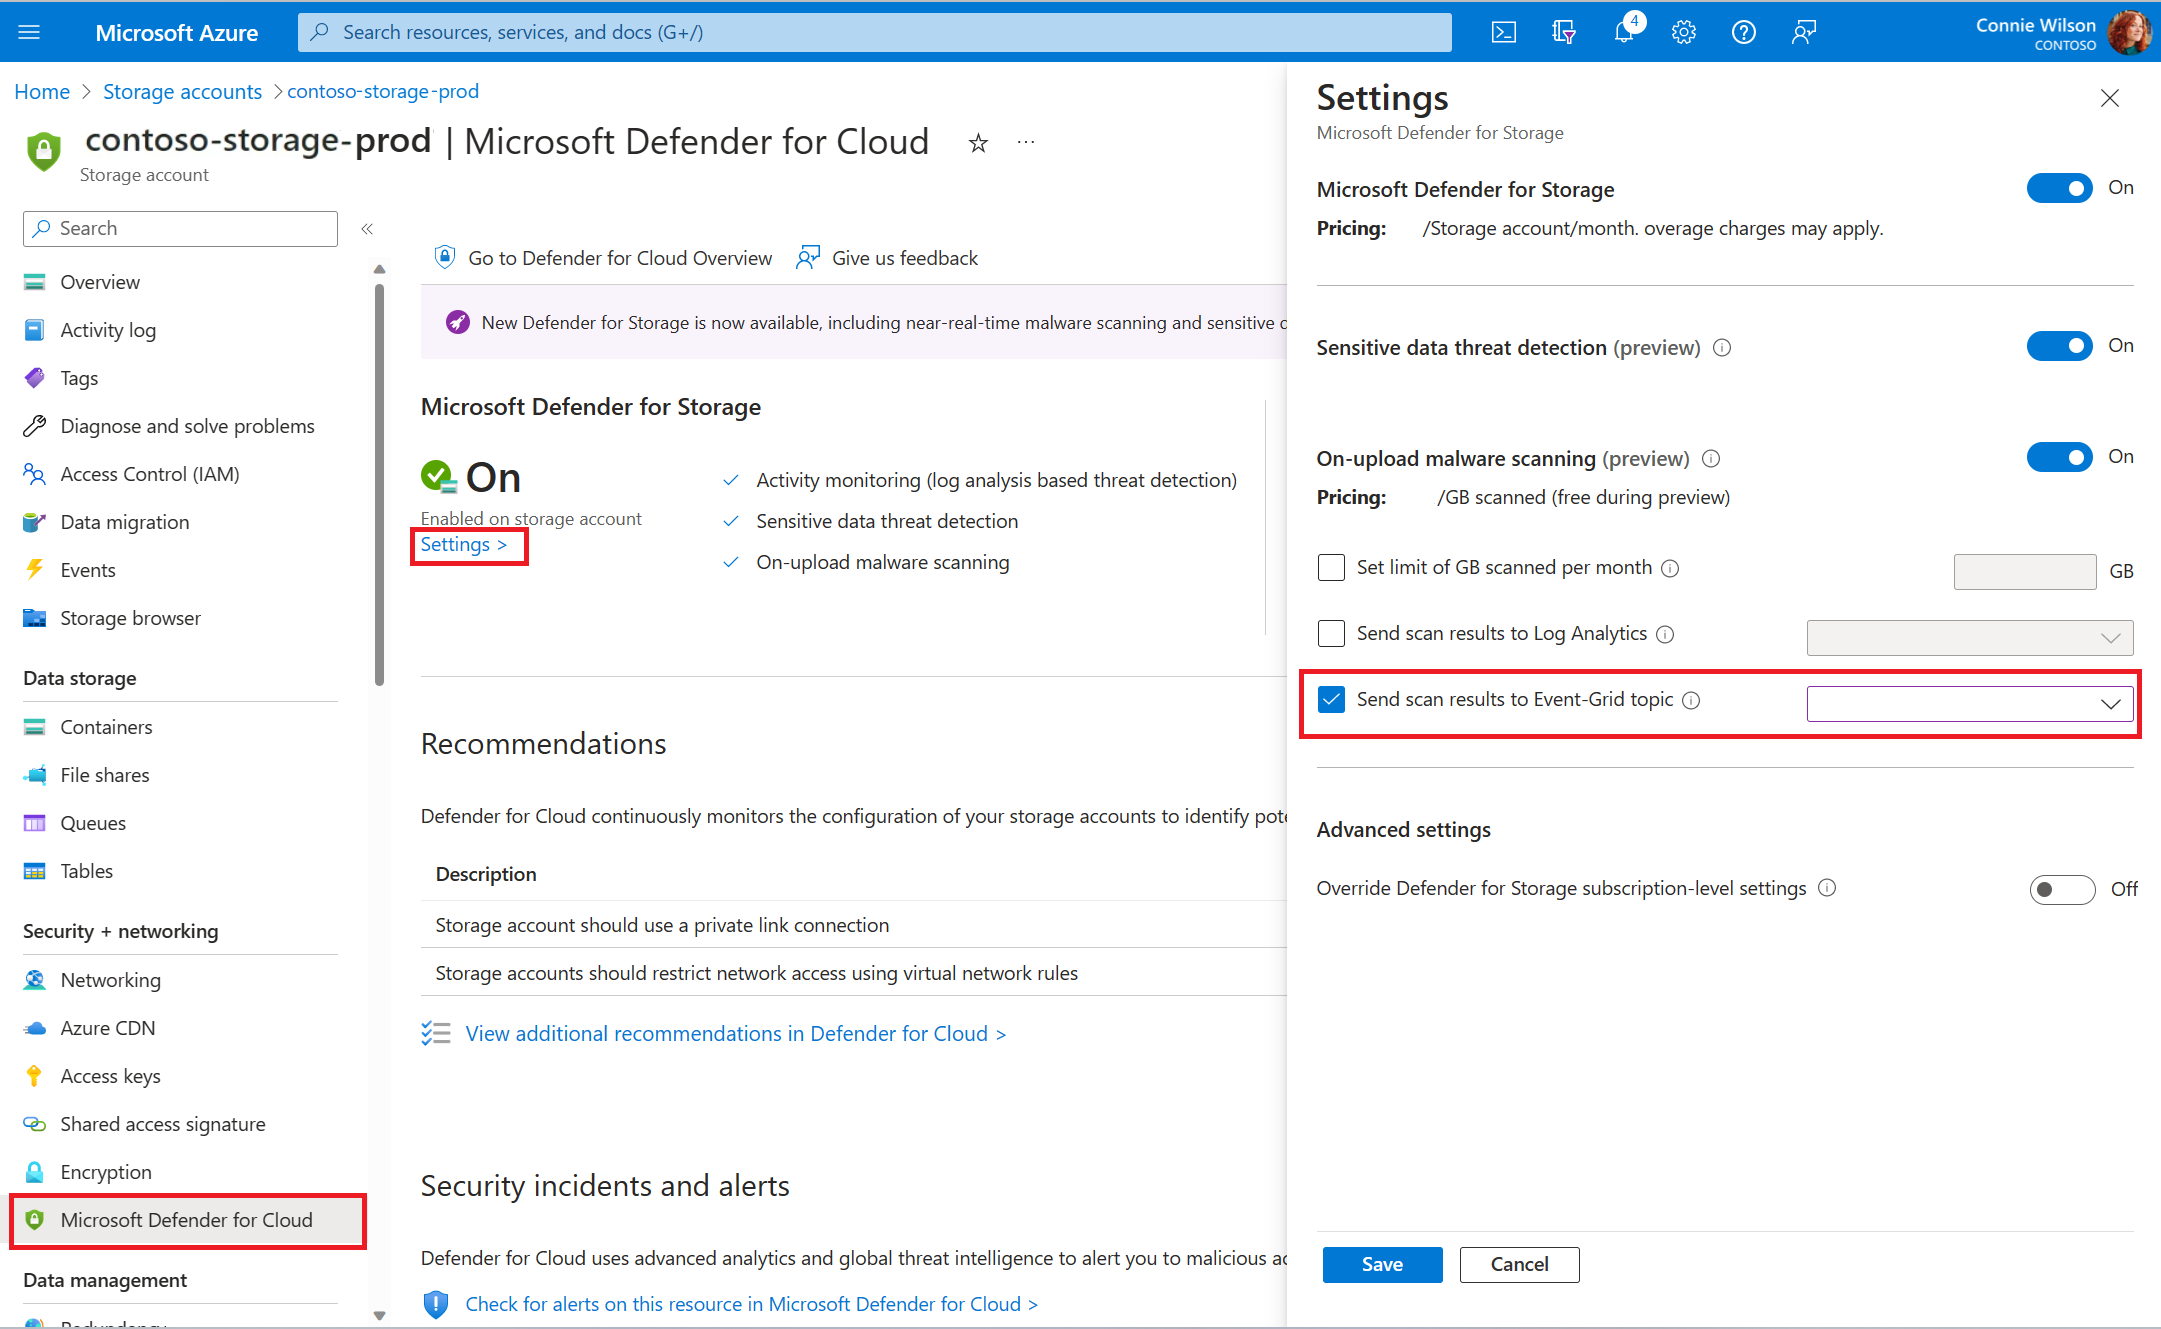 Microsoft Azure
Search resources, services, and docs (G+/)
4
Connie Wilson
CONTOSO
Home > Storage accounts > contoso-storage-prod
contoso-storage-prod | Microsoft Defender for Cloud
Storage account
Search
Overview
Activity log
Tags
Diagnose and solve problems
Access Control (IAM)
Data migration
Events
Storage browser
Data storage
Containers
File shares
Queues
Tables
Security + networking
Networking
Azure CDN
Access keys
Shared access signature
Encryption
Microsoft Defender for Cloud
Data management
Go to Defender for Cloud Overview
Give us feedback
New Defender for Storage is now available, including near-real-time malware scanning and sensitive
Microsoft Defender for Storage
On
Enabled on storage account
Settings >
Activity monitoring (log analysis based threat detection)
Sensitive data threat detection
On-upload malware scanning
Recommendations
Defender for Cloud continuously monitors the configuration of your storage accounts to identify
Description
Storage account should use a private link connection
Storage accounts should restrict network access using virtual network rules
View additional recommendations in Defender for Cloud >
Security incidents and alerts
Defender for Cloud uses advanced analytics and global threat intelligence to alert you to malicious
Check for alerts on this resource in Microsoft Defender for Cloud >
Settings
Microsoft Defender for Storage
Microsoft Defender for Storage On
Pricing: /Storage account/month. overage charges may apply.
Sensitive data threat detection (preview) On
On-upload malware scanning (preview) On
Pricing: /GB scanned (free during preview)
Set limit of GB scanned per month GB
Send scan results to Log Analytics
Send scan results to Event-Grid topic
Advanced settings
Override Defender for Storage subscription-level settings Off
Save Cancel